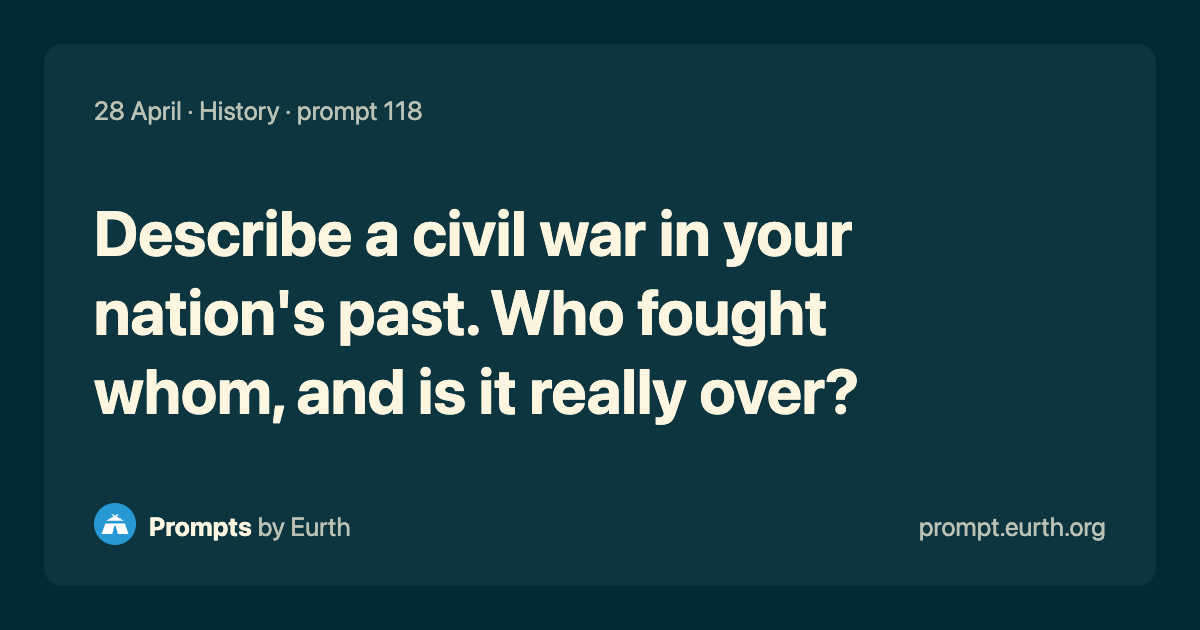 28 April · History · prompt 118
Describe a civil war in your
nation's past. Who fought
whom, and is it really over?
Prompts by Eurth
prompt.eurth.org